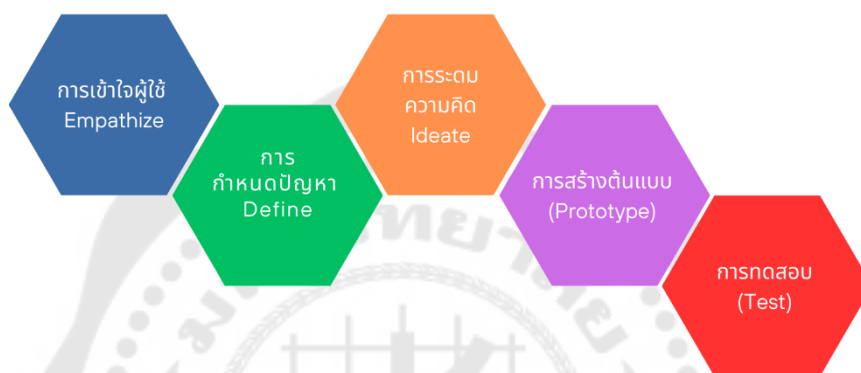 การเข้าใจผู้ใช้
Empathize
การ
กำหนดปัญหา
Define
การระดม
ความคิด
Ideate
การสร้างต้นแบบ
(Prototype)
การทดสอบ
(Test)